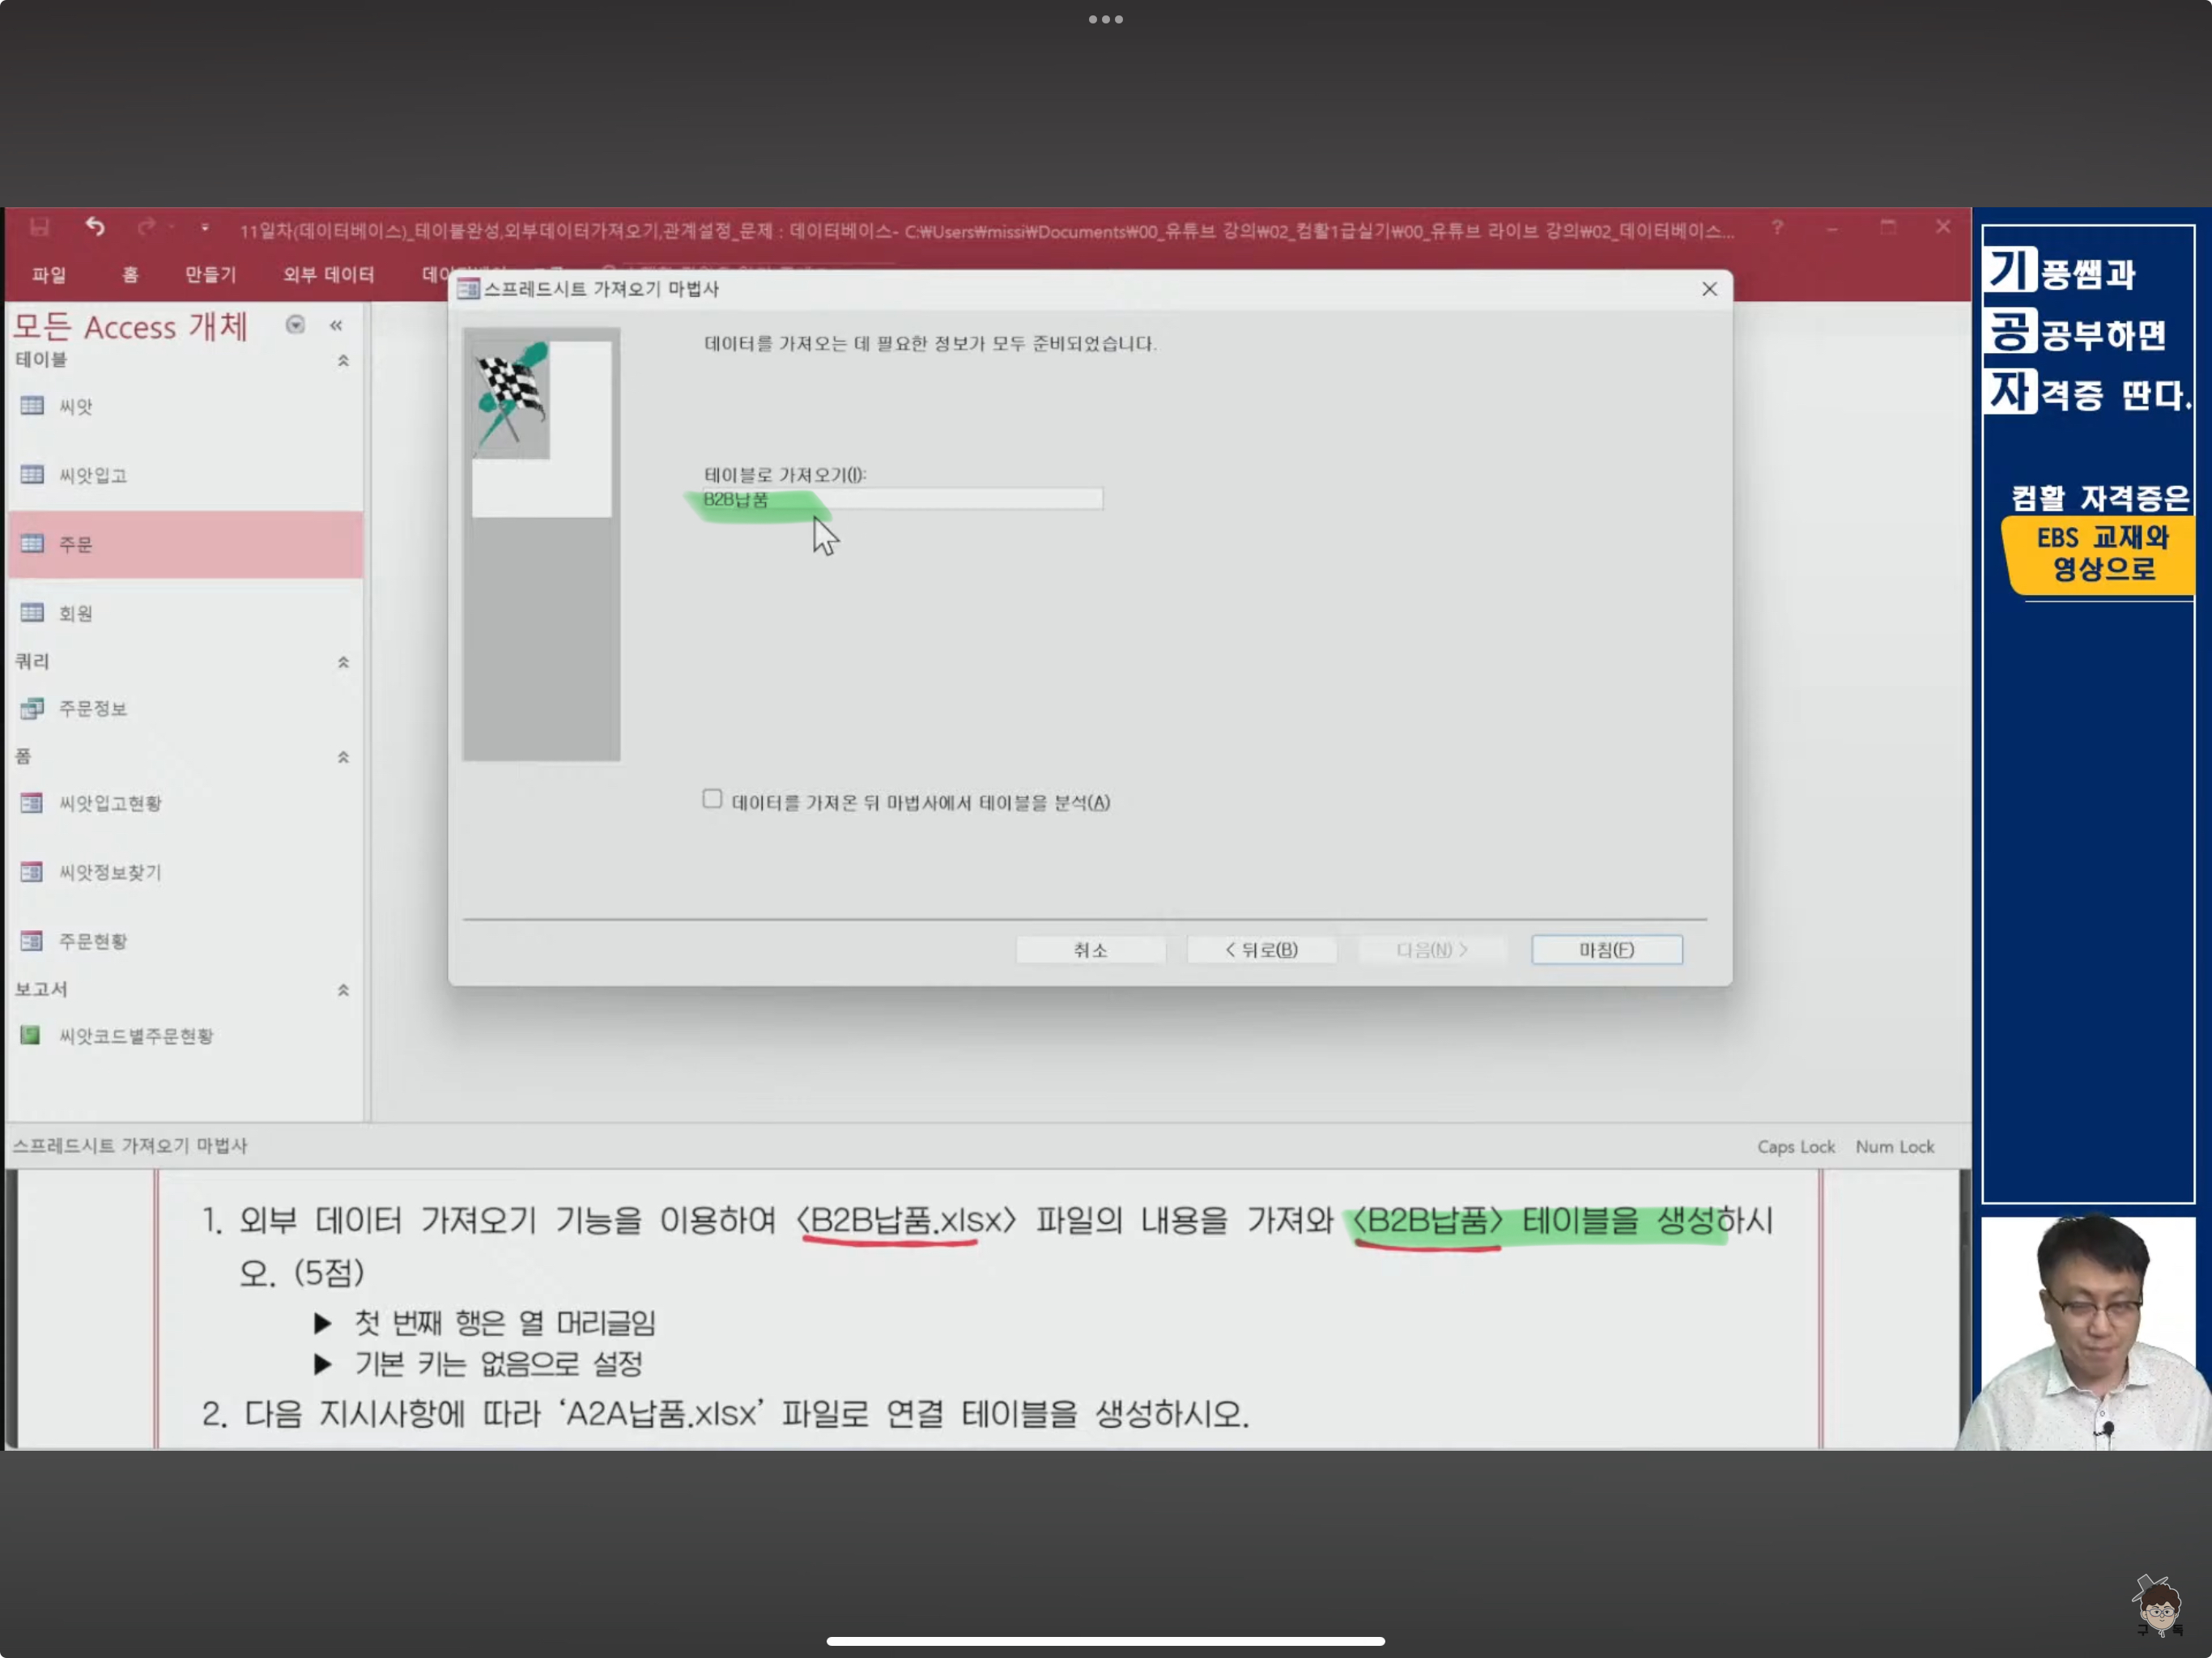 11일차(데이터베이스)_테이블완성,외부데이터가져오기,관계설정_문제 : 데이터베이스- C:₩Users₩missi₩Documents₩00_유튜브 강의₩02_컴활1급실기₩00_유튜브 라이브 강의₩02_데이터베이스...
파일 홈 만들기 외부 데이터
모든 Access 개체
테이블
씨앗
씨앗입고
주문
회원
쿼리
주문정보
폼
씨앗입고현황
씨앗정보찾기
주문현황
보고서
씨앗코드별주문현황
스프레드시트 가져오기 마법사
데이터를 가져오는 데 필요한 정보가 모두 준비되었습니다.
테이블로 가져오기(I):
B2B납품
데이터를 가져온 뒤 마법사에서 테이블을 분석(A)
취소 < 뒤로(B) 다음(N) > 마침(F)
스프레드시트 가져오기 마법사 Caps Lock Num Lock
1. 외부 데이터 가져오기 기능을 이용하여 〈B2B납품.xlsx〉 파일의 내용을 가져와 〈B2B납품〉 테이블을 생성하시
오. (5점)
▶ 첫 번째 행은 열 머리글임
▶ 기본 키는 없음으로 설정
2. 다음 지시사항에 따라 ‘A2A납품.xlsx’ 파일로 연결 테이블을 생성하시오.
기풍쌤과
공공부하면
자격증 딴다.
컴활 자격증은
EBS 교재와
영상으로
구독